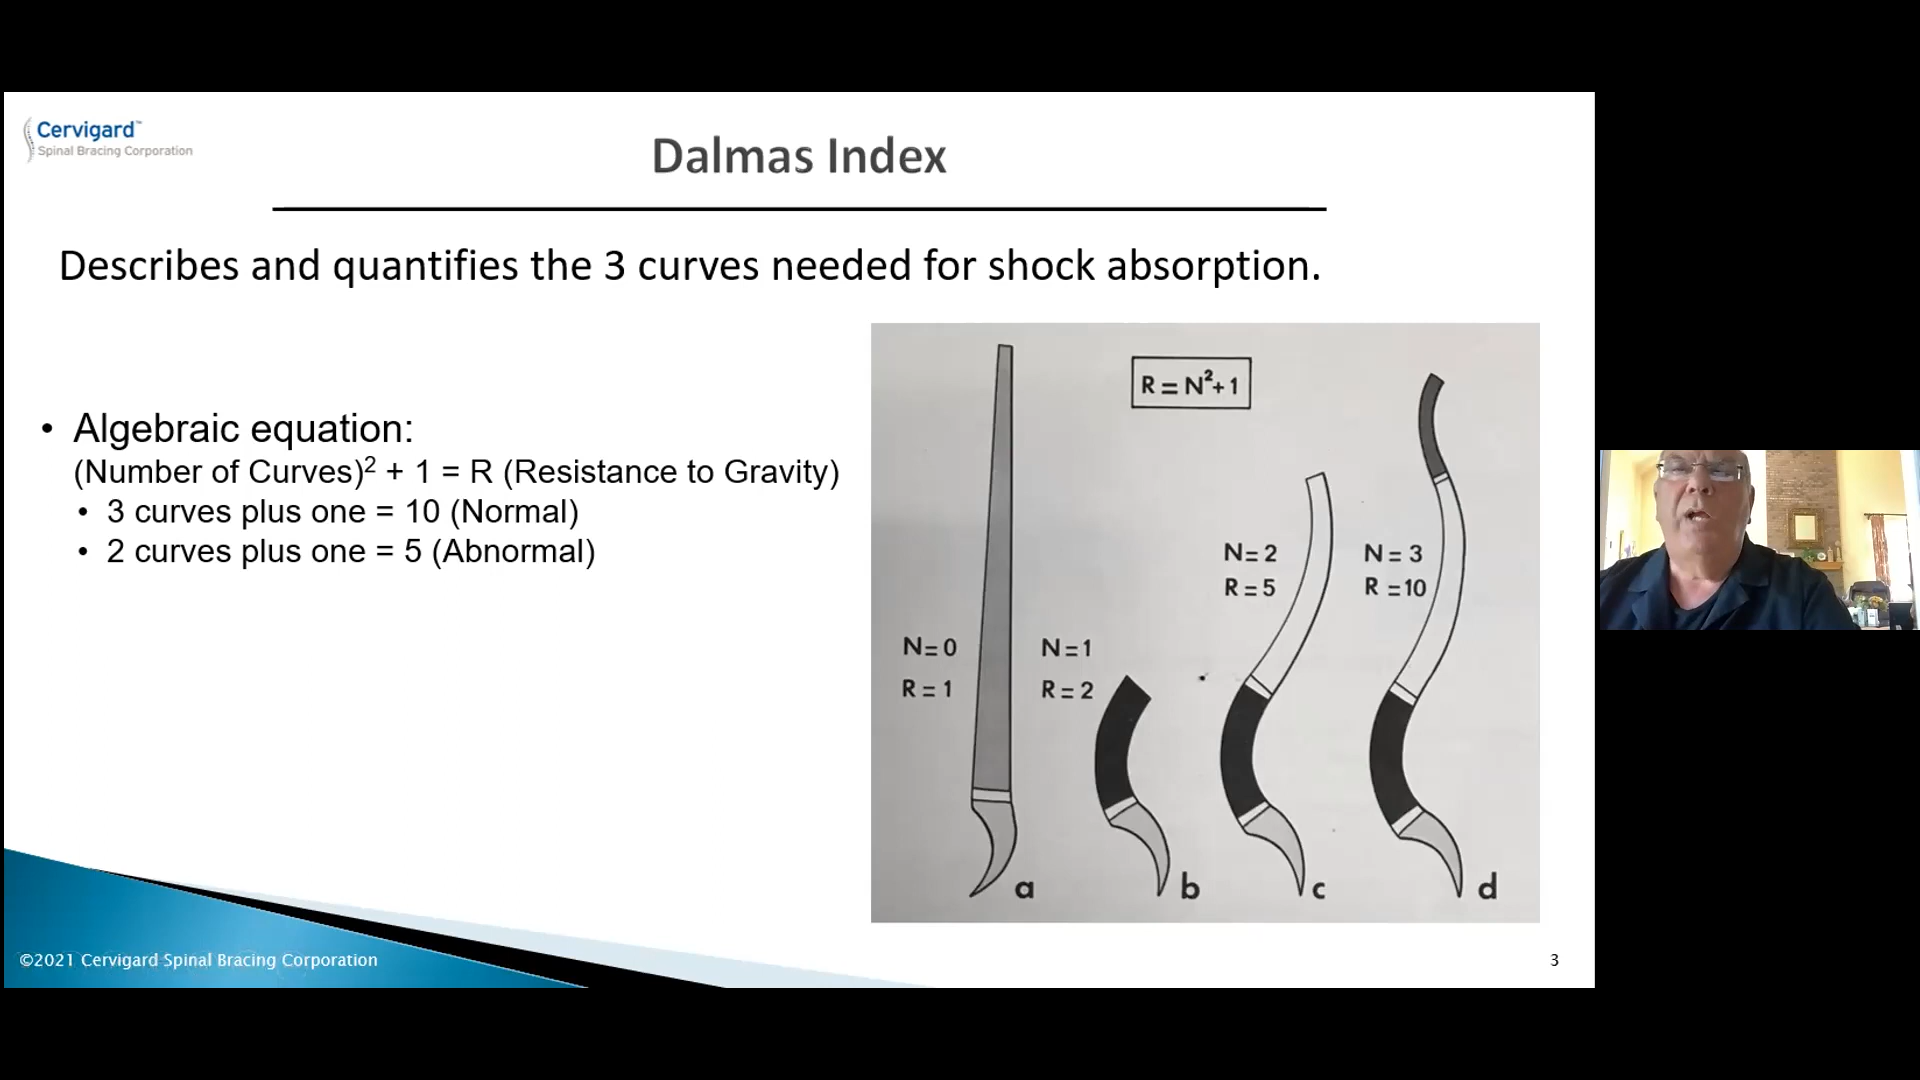 Cervigard™
Spinal Bracing Corporation
Dalmas Index
Describes and quantifies the 3 curves needed for shock absorption.
• Algebraic equation:
(Number of Curves)² + 1 = R (Resistance to Gravity)
• 3 curves plus one = 10 (Normal)
• 2 curves plus one = 5 (Abnormal)
R = N²+1
N=2
R=5
N=3
R=10
N=0
R=1
N=1
R=2
a
b
c
d
©2021 Cervigard Spinal Bracing Corporation
3